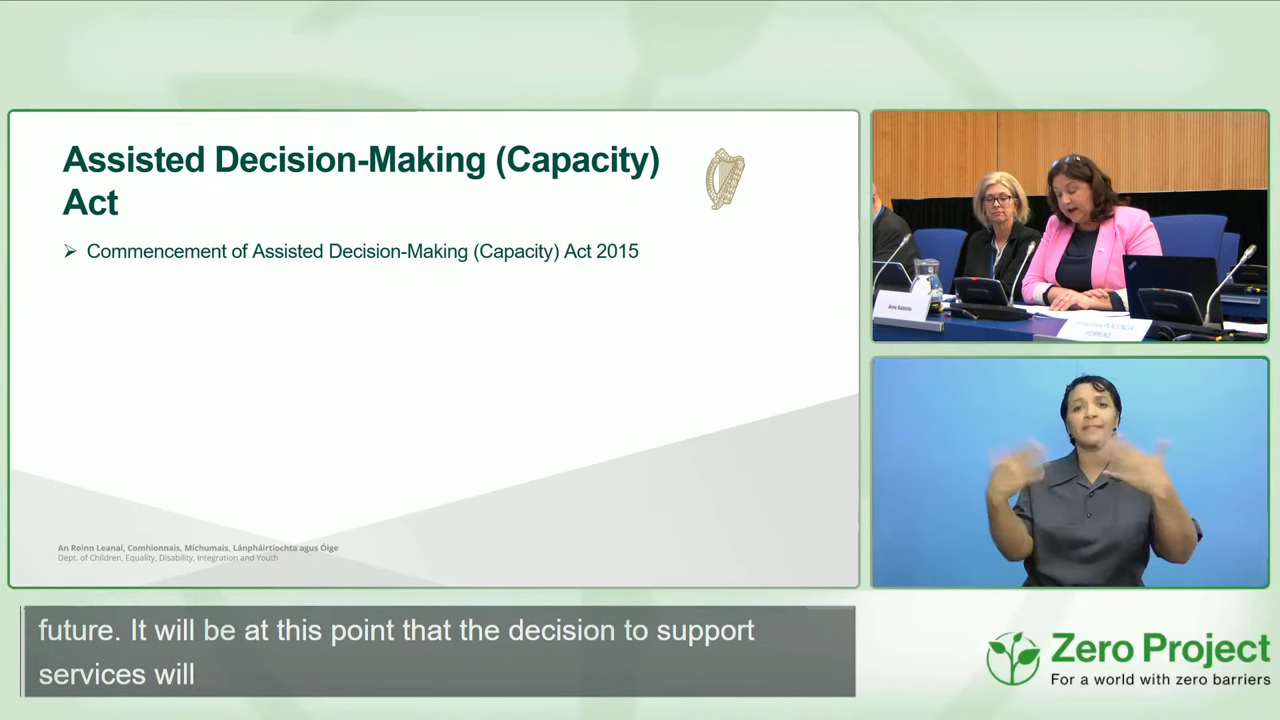 Assisted Decision-Making (Capacity)
Act
Commencement of Assisted Decision-Making (Capacity) Act 2015
An Roinn Leanaí, Comhionnais, Míchumais, Lánpháirtíochta agus Óige
Dept. of Children, Equality, Disability, Integration and Youth
future. It will be at this point that the decision to support
services will
Zero Project
For a world with zero barriers